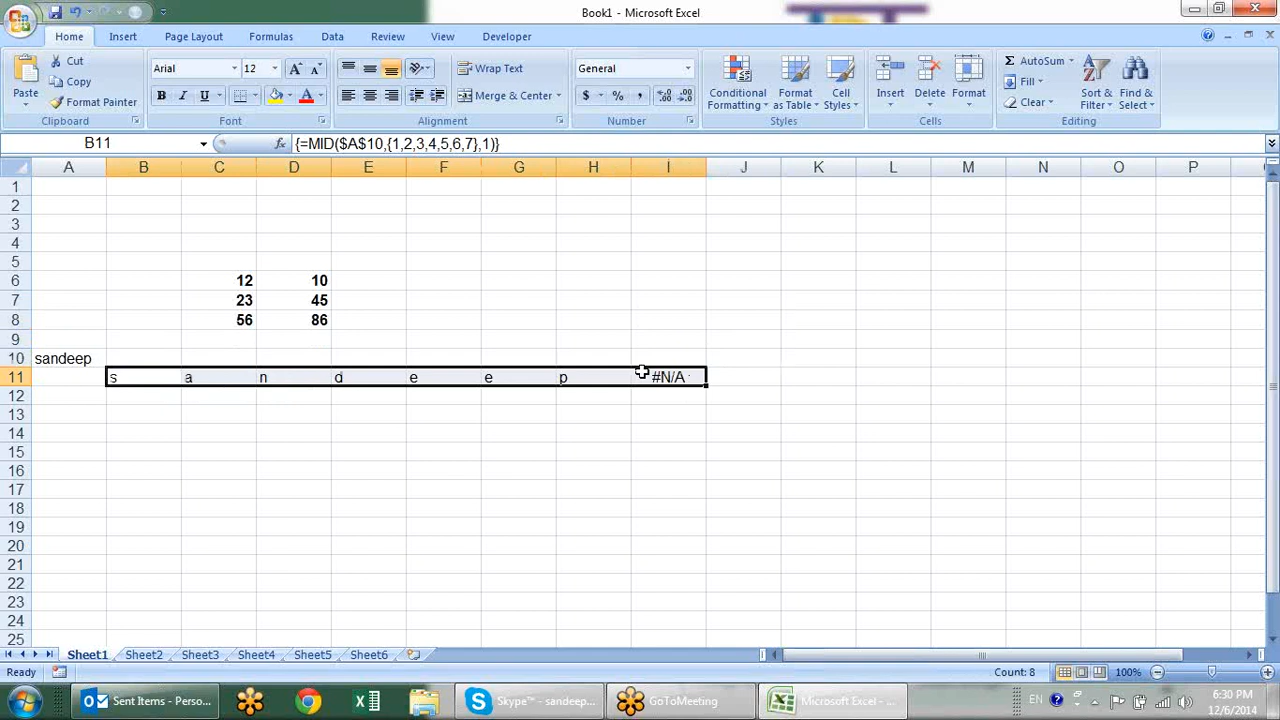 Book1 - Microsoft Excel
Home Insert Page Layout Formulas Data Review View Developer
Paste
Cut
Copy
Format Painter
Clipboard
Arial 12
A A
B I U A
Font
Wrap Text
Merge & Center
Alignment
General
$ % ,
Number
Conditional Formatting
Format as Table
Cell Styles
Styles
Insert Delete Format
Cells
Σ AutoSum
Fill
Clear
Sort & Filter
Find & Select
Editing
B11 fx {=MID($A$10,{1,2,3,4,5,6,7},1)}
A B C D E F G H I J K L M N O P
1
2
3
4
5
6 12 10
7 23 45
8 56 86
9
10 sandeep
11 s a n d e e p #N/A
12
13
14
15
16
17
18
19
20
21
22
23
24
25
Sheet1 Sheet2 Sheet3 Sheet4 Sheet5 Sheet6
Ready Count: 8 100%
Sent Items - Perso... Skype™ - sandeep... GoToMeeting Microsoft Excel - ... EN 6:30 PM
12/6/2014